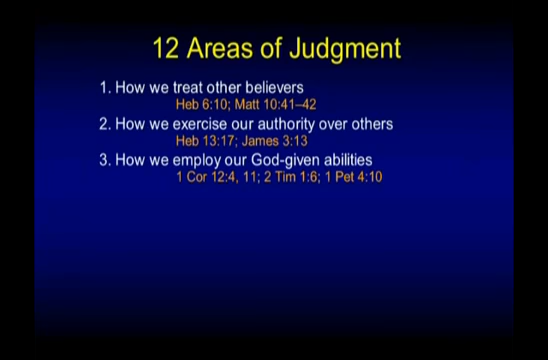 12 Areas of Judgment
1. How we treat other believers
Heb 6:10; Matt 10:41–42
2. How we exercise our authority over others
Heb 13:17; James 3:13
3. How we employ our God-given abilities
1 Cor 12:4, 11; 2 Tim 1:6; 1 Pet 4:10